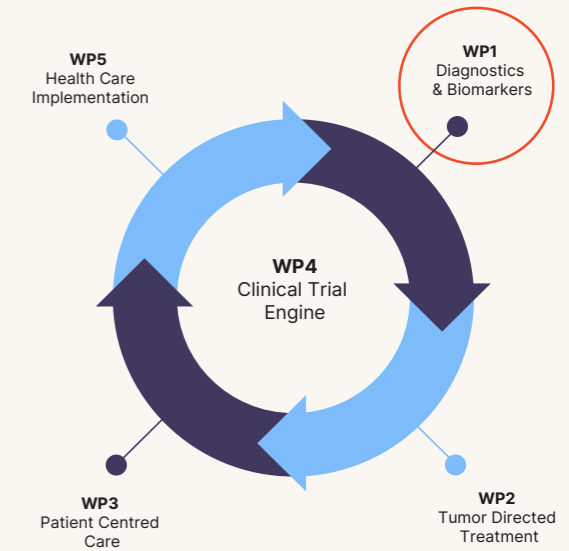 WP5
Health Care
Implementation
WP1
Diagnostics
& Biomarkers
WP4
Clinical Trial
Engine
WP3
Patient Centred
Care
WP2
Tumor Directed
Treatment